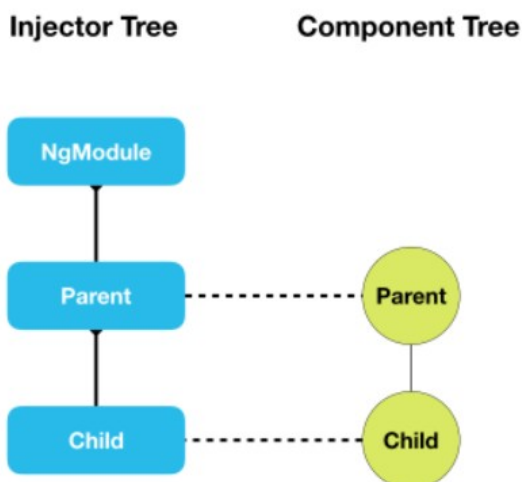 Injector Tree
Component Tree
NgModule
Parent
Parent
Child
Child